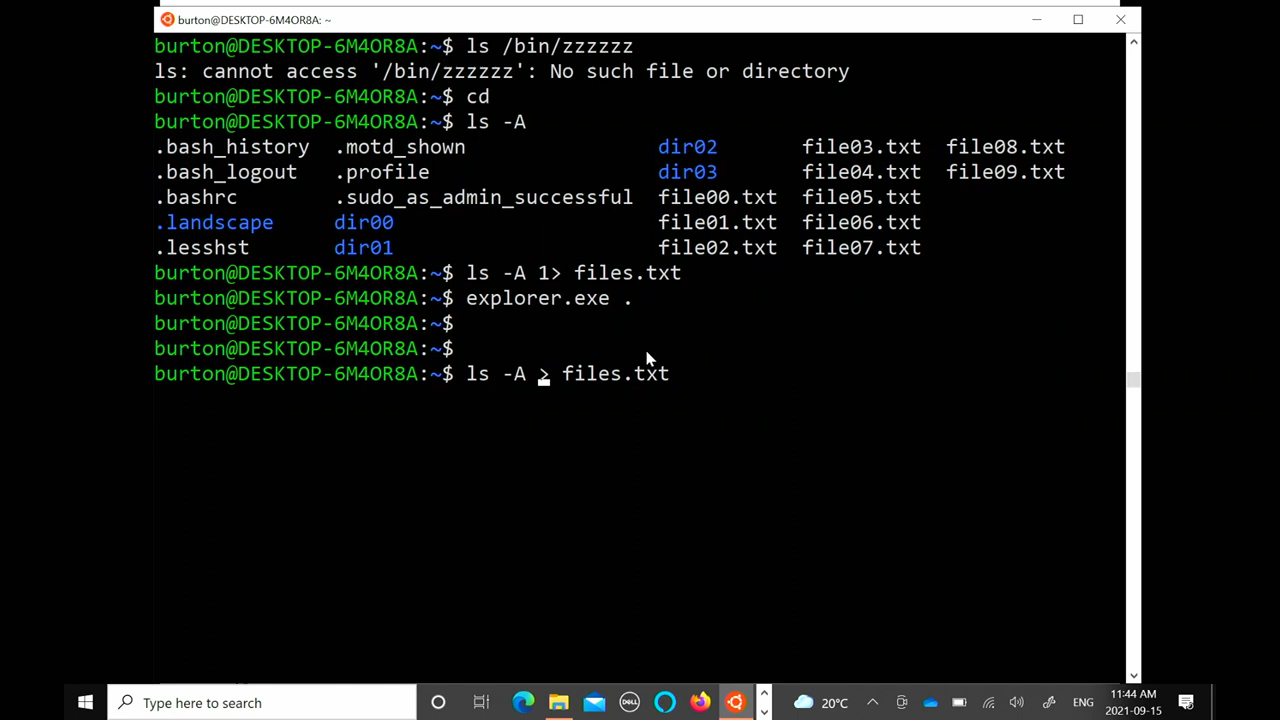 burton@DESKTOP-6M4OR8A: ~
burton@DESKTOP-6M4OR8A:~$ ls /bin/zzzzzz
ls: cannot access '/bin/zzzzzz': No such file or directory
burton@DESKTOP-6M4OR8A:~$ cd
burton@DESKTOP-6M4OR8A:~$ ls -A
.bash_history .motd_shown dir02 file03.txt file08.txt
.bash_logout .profile dir03 file04.txt file09.txt
.bashrc .sudo_as_admin_successful file00.txt file05.txt
.landscape dir00 file01.txt file06.txt
.lesshst dir01 file02.txt file07.txt
burton@DESKTOP-6M4OR8A:~$ ls -A 1> files.txt
burton@DESKTOP-6M4OR8A:~$ explorer.exe .
burton@DESKTOP-6M4OR8A:~$
burton@DESKTOP-6M4OR8A:~$
burton@DESKTOP-6M4OR8A:~$ ls -A > files.txt
Type here to search DELL 20°C ENG 11:44 AM
2021-09-15